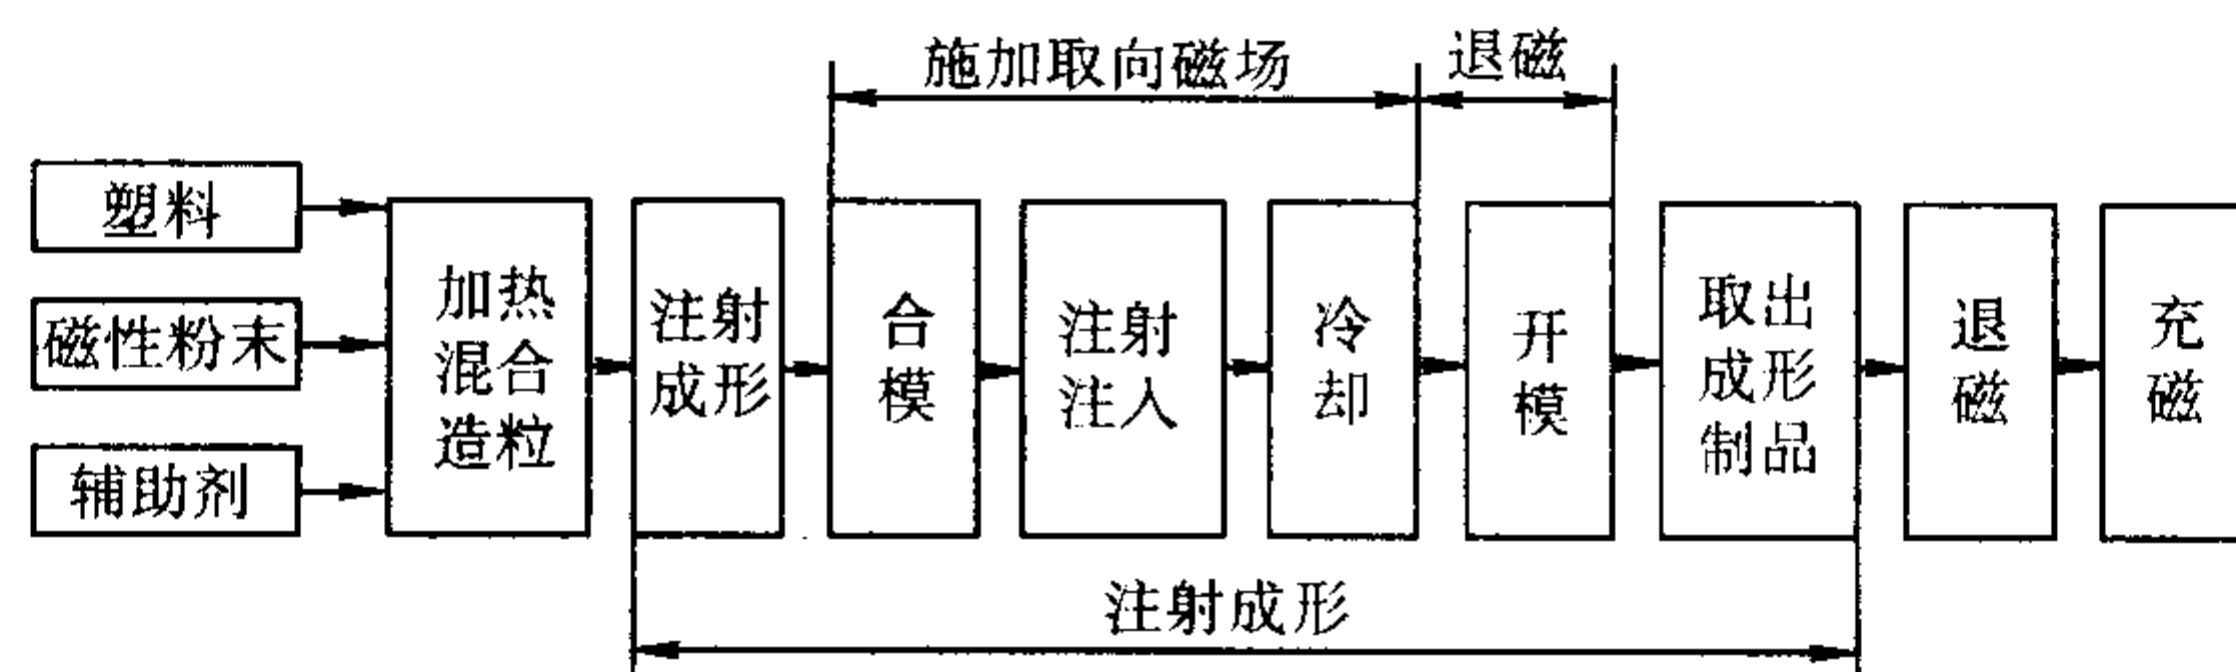 施加取向磁场
退磁
塑料
磁性粉末
辅助剂
加热
混合
造粒
注射
成形
合
模
注射
注入
冷
却
开
模
取出
成形
制品
退
磁
充
磁
注射成形